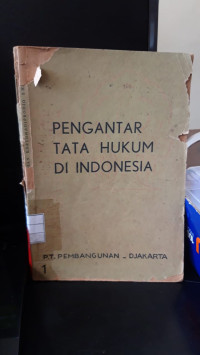 PENGANTAR
TATA HUKUM
DI INDONESIA
P.T. PEMBANGUNAN _ DJAKARTA
1